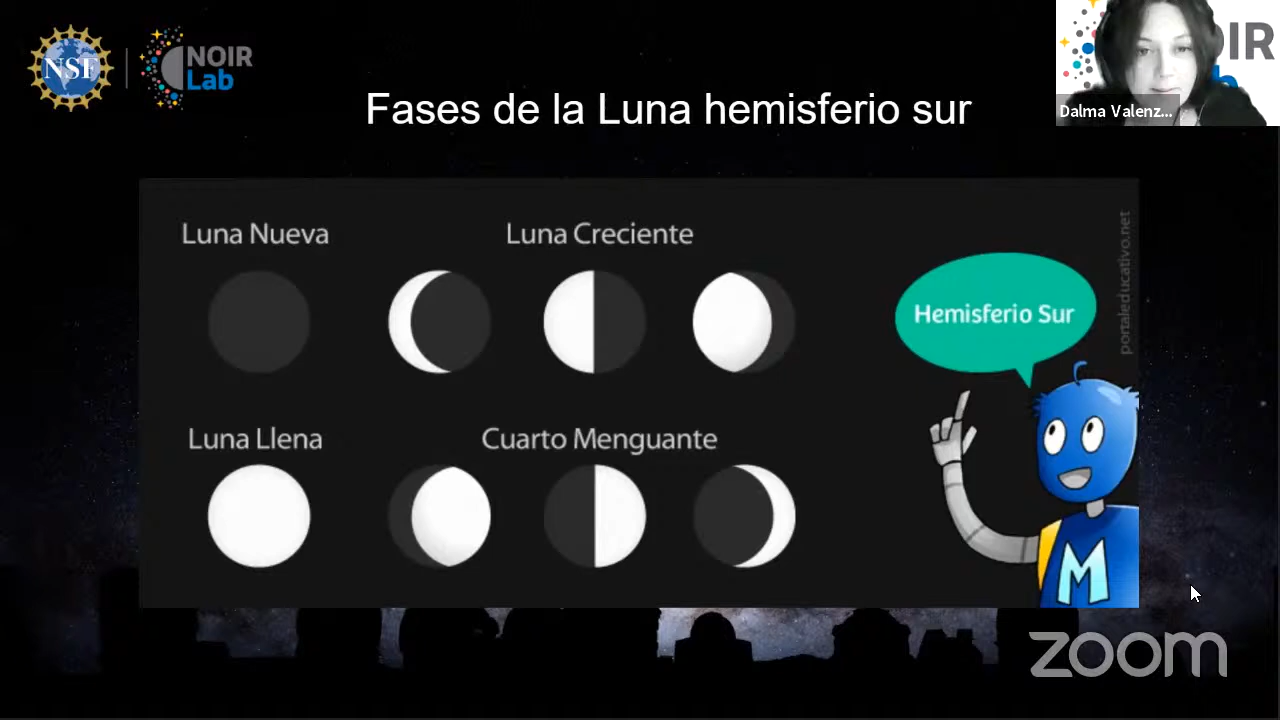 NSF
NOIR
Lab
Fases de la Luna hemisferio sur
Dalma Valenz...
Luna Nueva
Luna Creciente
Hemisferio Sur
portaleducativo.net
Luna Llena
Cuarto Menguante
M
zoom